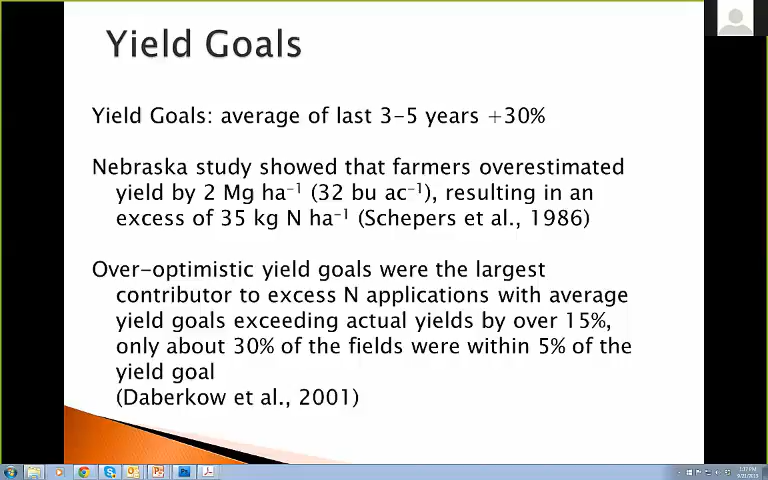 Yield Goals
Yield Goals: average of last 3-5 years +30%
Nebraska study showed that farmers overestimated
yield by 2 Mg ha⁻¹ (32 bu ac⁻¹), resulting in an
excess of 35 kg N ha⁻¹ (Schepers et al., 1986)
Over-optimistic yield goals were the largest
contributor to excess N applications with average
yield goals exceeding actual yields by over 15%,
only about 30% of the fields were within 5% of the
yield goal
(Daberkow et al., 2001)